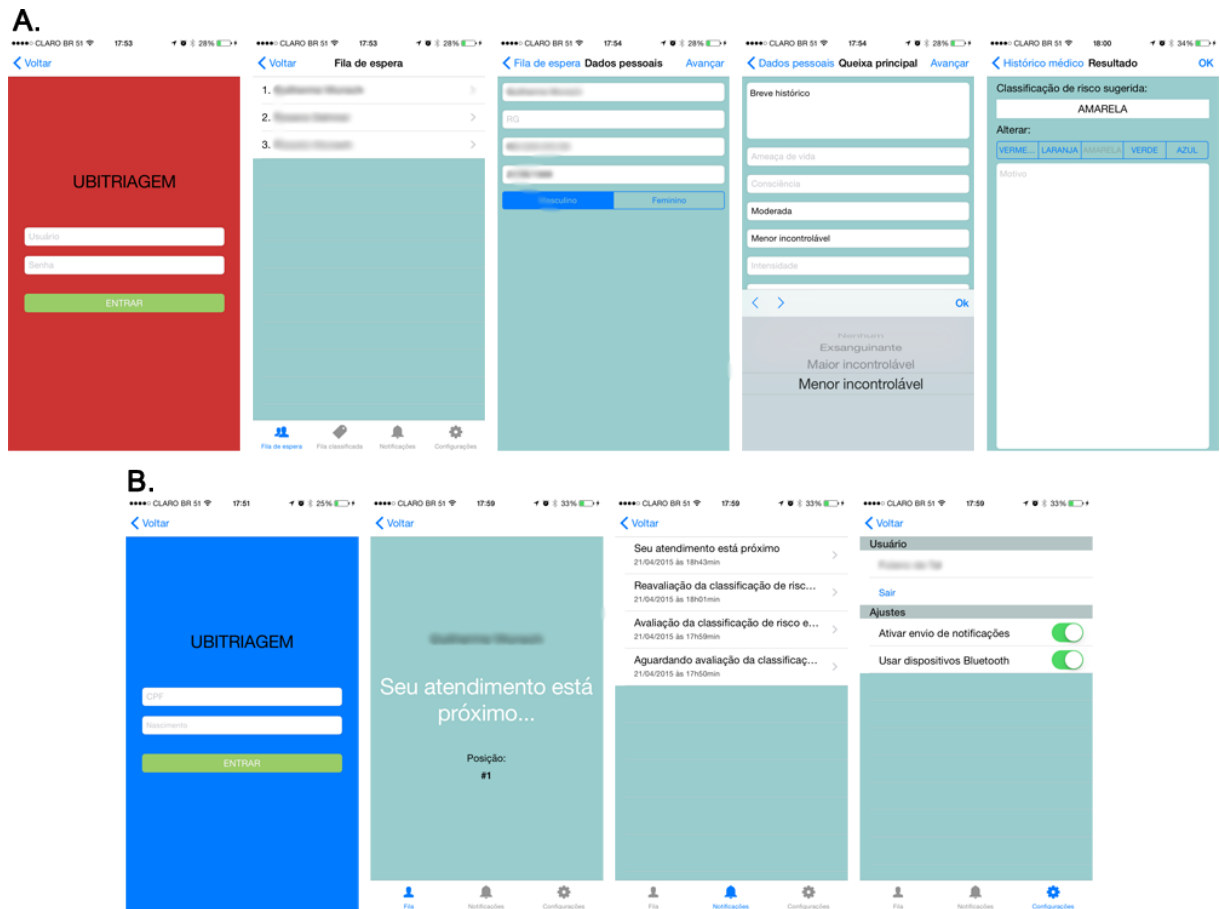 A.
●●●●○ CLARO BR 51 17:53 28%
Voltar
UBITRIAGEM
Usuário
Senha
ENTRAR
●●●●○ CLARO BR 51 17:53 28%
Voltar Fila de espera
1.
2.
3.
Fila de espera Fila classificada Notificações Configurações
●●●●○ CLARO BR 51 17:54 28%
Fila de espera Dados pessoais Avançar
RG
Masculino Feminino
●●●●○ CLARO BR 51 17:54 28%
Dados pessoais Queixa principal Avançar
Breve histórico
Ameaça de vida
Consciência
Moderada
Menor incontrolável
Intensidade
Ok
Nenhum
Exsanguinante
Maior incontrolável
Menor incontrolável
●●●●○ CLARO BR 51 18:00 34%
Histórico médico Resultado OK
Classificação de risco sugerida:
AMARELA
Alterar:
VERME... LARANJA AMARELA VERDE AZUL
Motivo
B.
●●●●○ CLARO BR 51 17:51 25%
Voltar
UBITRIAGEM
CPF
Nascimento
ENTRAR
●●●●○ CLARO BR 51 17:59 33%
Voltar
Seu atendimento está
próximo...
Posição:
#1
Fila Notificações Configurações
●●●●○ CLARO BR 51 17:59 33%
Voltar
Seu atendimento está próximo
21/04/2015 às 18h43min
Reavaliação da classificação de risc...
21/04/2015 às 18h01min
Avaliação da classificação de risco e...
21/04/2015 às 17h59min
Aguardando avaliação da classificaç...
21/04/2015 às 17h50min
Fila Notificações Configurações
●●●●○ CLARO BR 51 17:59 33%
Voltar
Usuário
Sair
Ajustes
Ativar envio de notificações
Usar dispositivos Bluetooth
Fila Notificações Configurações